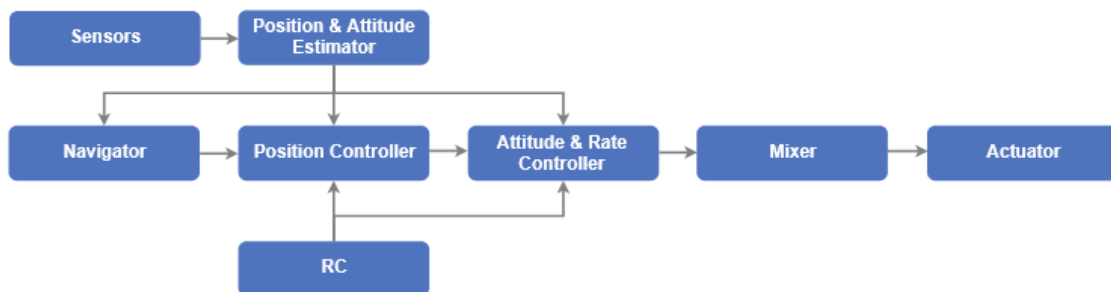 Sensors
Position & Attitude
Estimator
Navigator
Position Controller
Attitude & Rate
Controller
Mixer
Actuator
RC